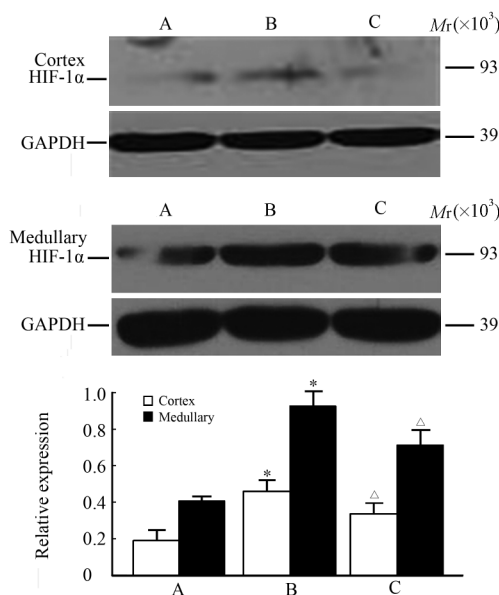 A B C Mr(×10³)
Cortex
HIF-1α 93
GAPDH 39
A B C Mr(×10³)
Medullary
HIF-1α 93
GAPDH 39
1.0
* Cortex
Medullary
△
0.8
0.6
*
△
0.4
0.2
Relative expression
A B C